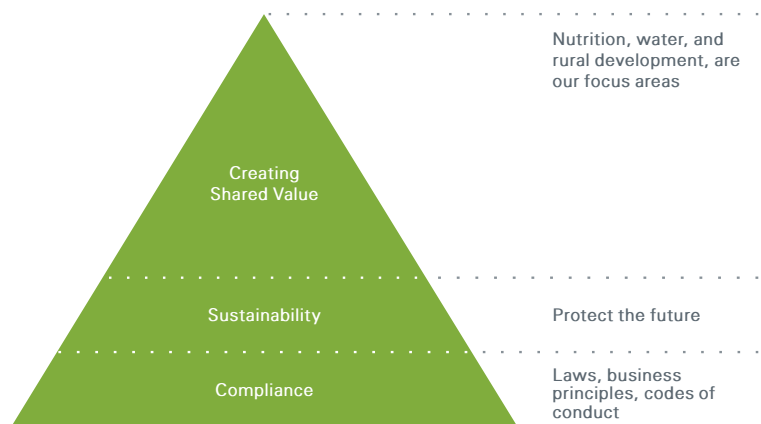 Nutrition, water, and
rural development, are
our focus areas
Creating
Shared Value
Sustainability
Protect the future
Compliance
Laws, business
principles, codes of
conduct